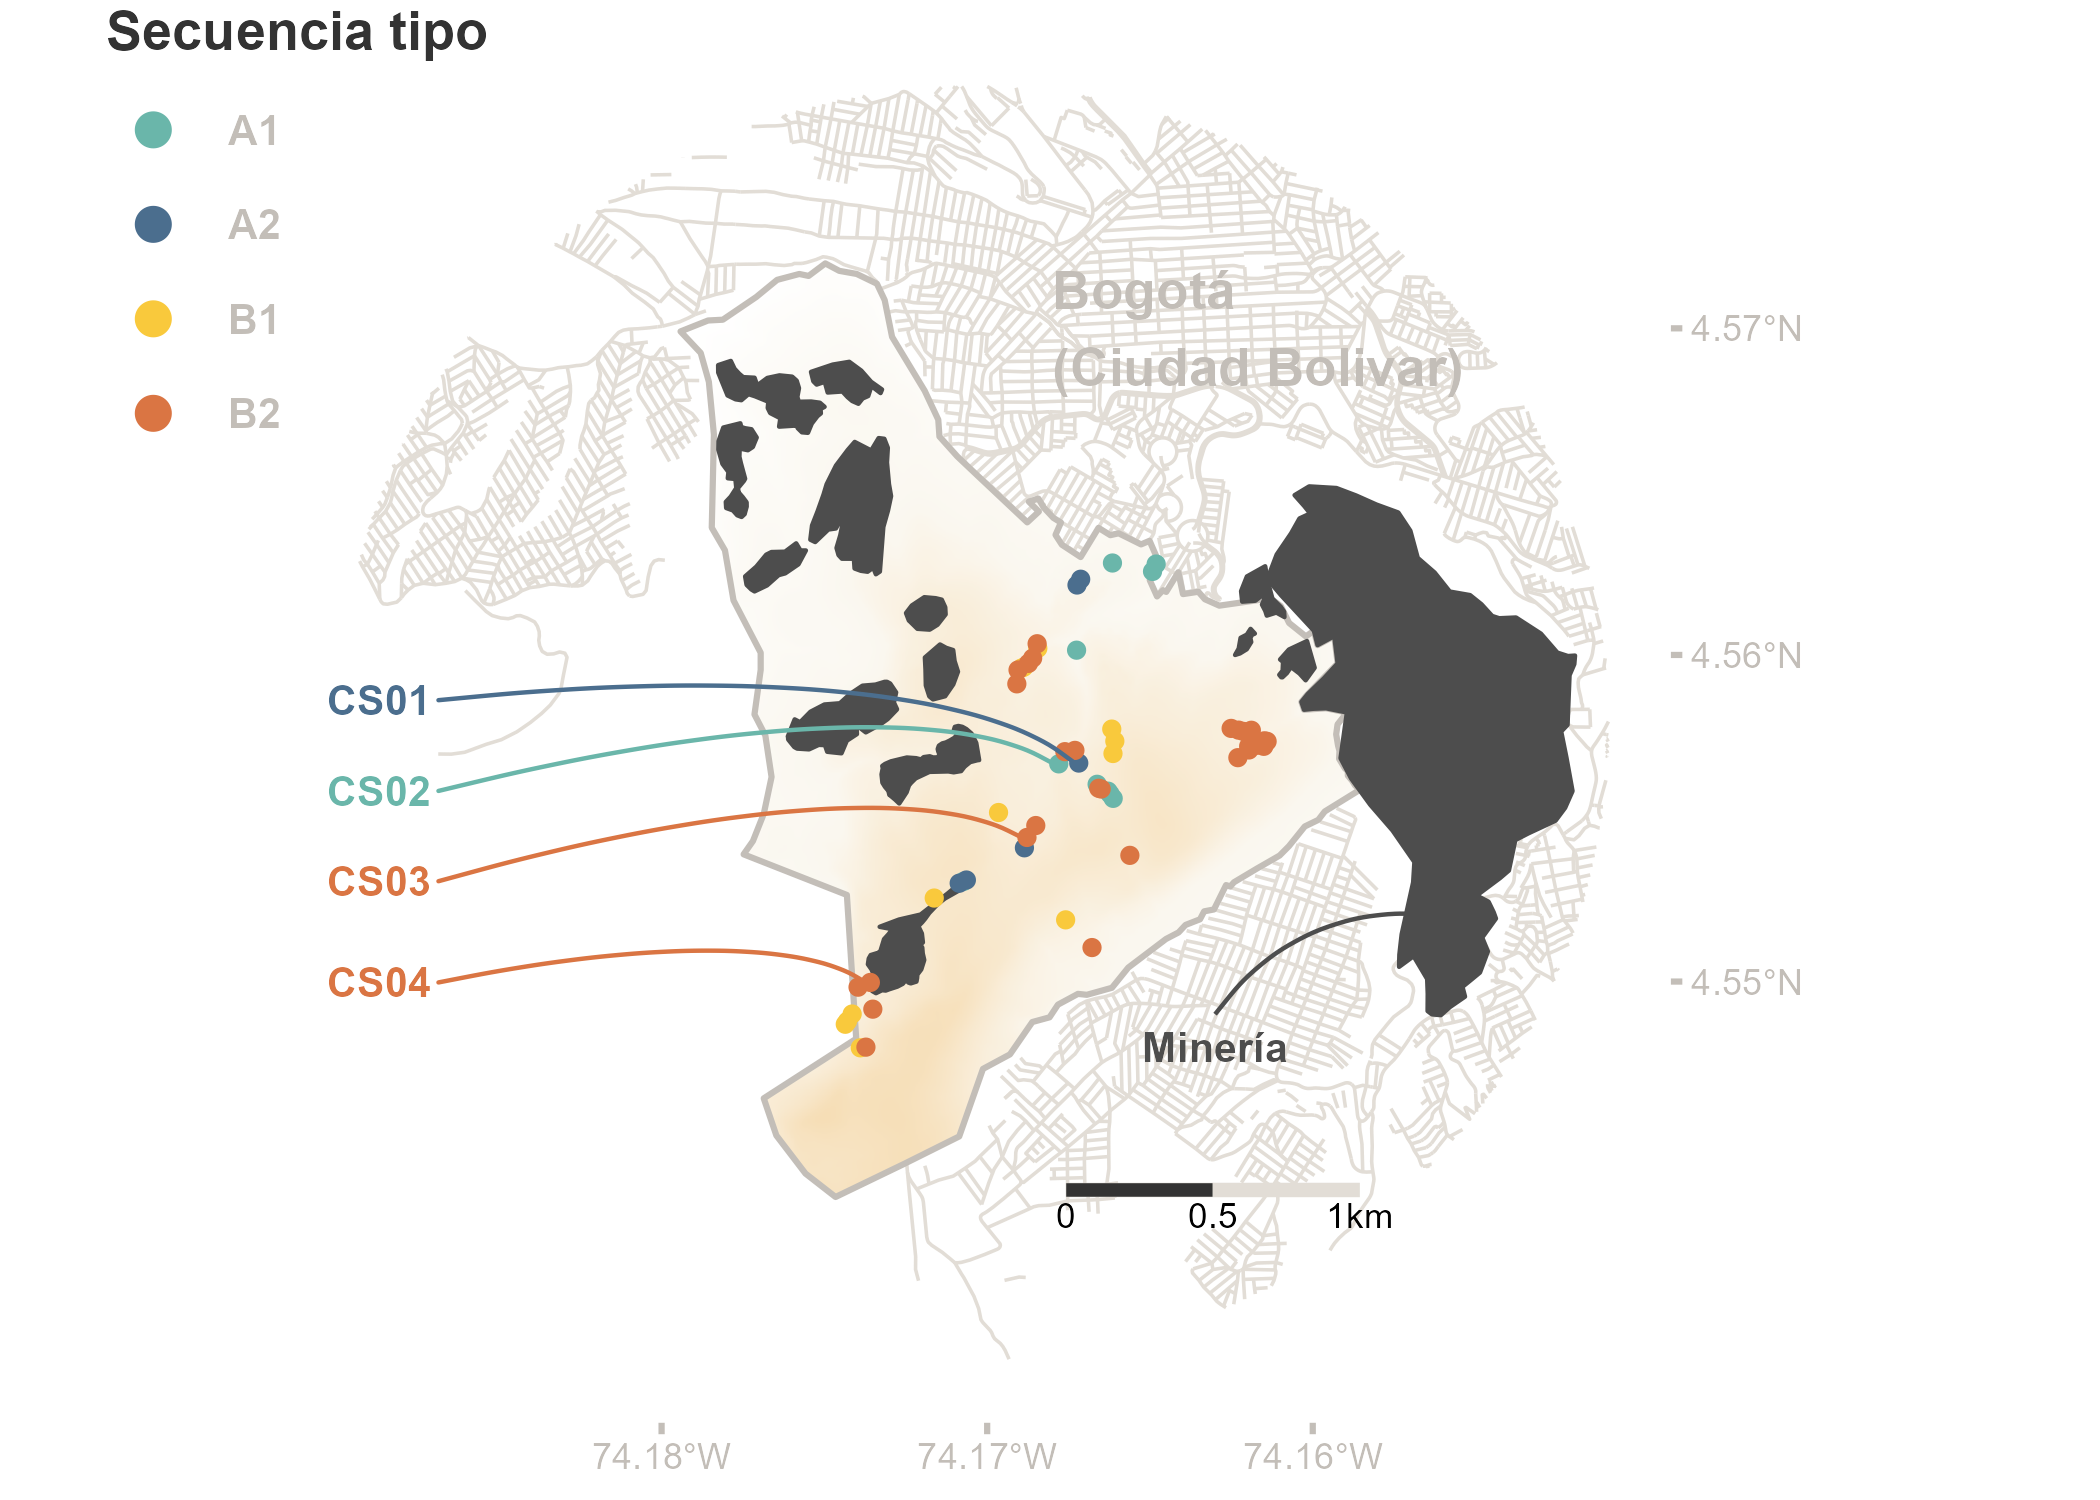 Secuencia tipo
A1
A2
B1
B2
Bogotá
(Ciudad Bolivar)
4.57°N
4.56°N
4.55°N
CS01
CS02
CS03
CS04
Minería
0 0.5 1km
74.18°W 74.17°W 74.16°W